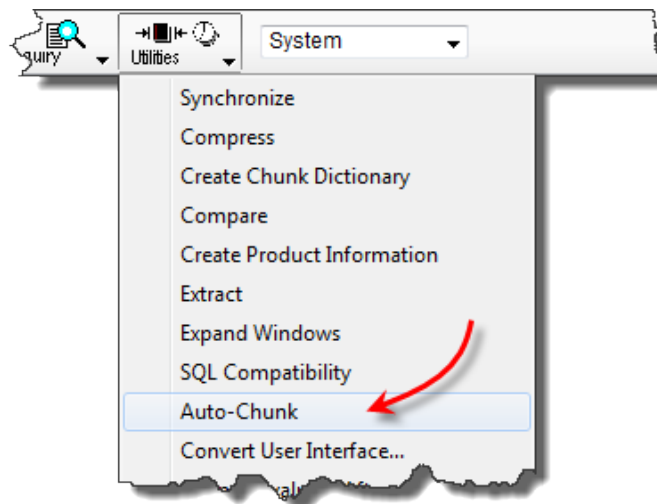 Utilities
System
Synchronize
Compress
Create Chunk Dictionary
Compare
Create Product Information
Extract
Expand Windows
SQL Compatibility
Auto-Chunk
Convert User Interface...